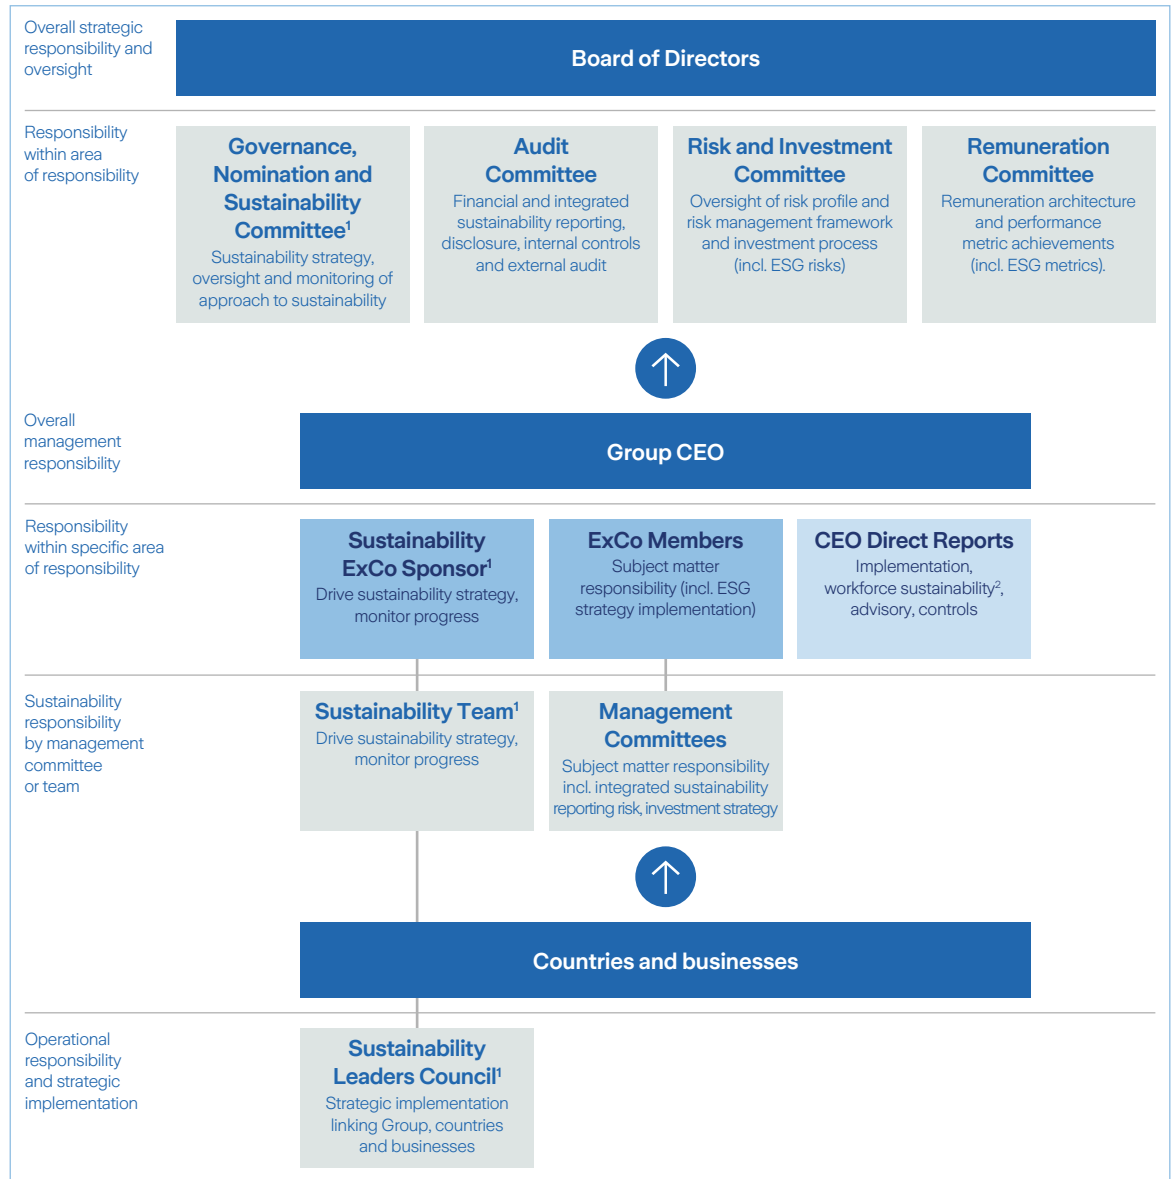 Overall strategic
responsibility and
oversight
Board of Directors
Responsibility
within area
of responsibility
Governance,
Nomination and
Sustainability
Committee¹
Sustainability strategy,
oversight and monitoring of
approach to sustainability
Audit
Committee
Financial and integrated
sustainability reporting,
disclosure, internal controls
and external audit
Risk and Investment
Committee
Oversight of risk profile and
risk management framework
and investment process
(incl. ESG risks)
Remuneration
Committee
Remuneration architecture
and performance
metric achievements
(incl. ESG metrics).
Overall
management
responsibility
Group CEO
Responsibility
within specific area
of responsibility
Sustainability
ExCo Sponsor¹
Drive sustainability strategy,
monitor progress
ExCo Members
Subject matter
responsibility (incl. ESG
strategy implementation)
CEO Direct Reports
Implementation,
workforce sustainability²,
advisory, controls
Sustainability
responsibility
by management
committee
or team
Sustainability Team¹
Drive sustainability strategy,
monitor progress
Management
Committees
Subject matter responsibility
incl. integrated sustainability
reporting risk, investment strategy
Countries and businesses
Operational
responsibility
and strategic
implementation
Sustainability
Leaders Council¹
Strategic implementation
linking Group, countries
and businesses